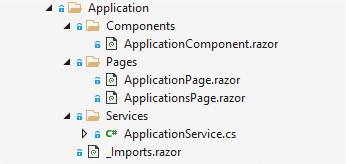 Application
Components
ApplicationComponent.razor
Pages
ApplicationPage.razor
ApplicationsPage.razor
Services
C# ApplicationService.cs
_Imports.razor